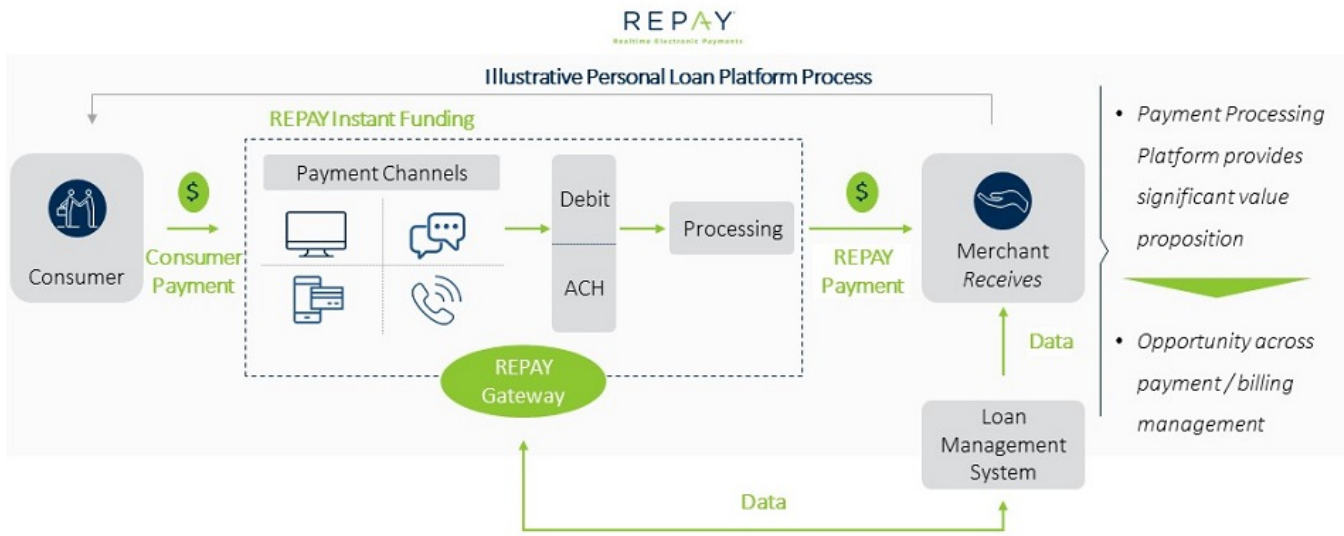 REPAY
Realtime Electronic Payments
Illustrative Personal Loan Platform Process
REPAY Instant Funding
Consumer
$
Consumer
Payment
Payment Channels
Debit
ACH
Processing
REPAY
Gateway
$
REPAY
Payment
Merchant
Receives
Data
Loan
Management
System
Data
• Payment Processing
Platform provides
significant value
proposition
• Opportunity across
payment / billing
management